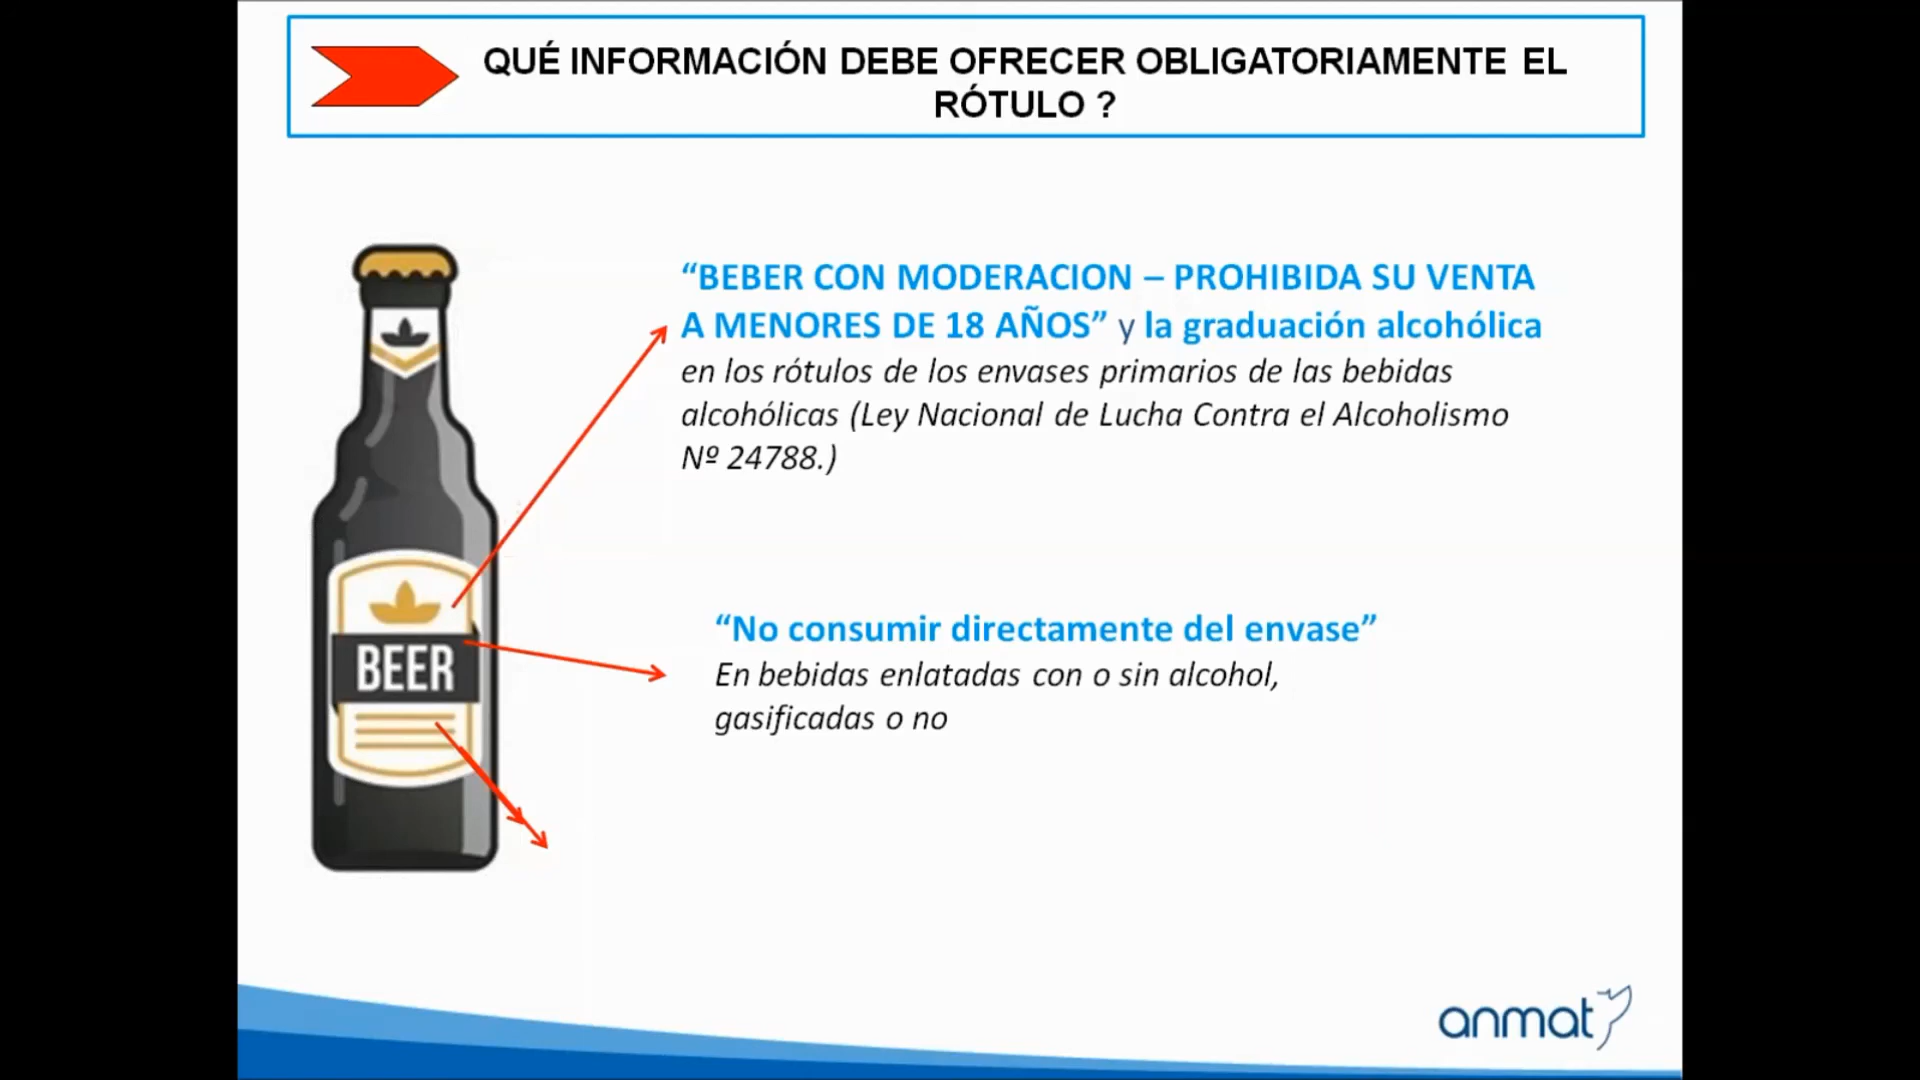 QUÉ INFORMACIÓN DEBE OFRECER OBLIGATORIAMENTE EL
RÓTULO ?
“BEBER CON MODERACION – PROHIBIDA SU VENTA
A MENORES DE 18 AÑOS” y la graduación alcohólica
en los rótulos de los envases primarios de las bebidas
alcohólicas (Ley Nacional de Lucha Contra el Alcoholismo
Nº 24788.)
“No consumir directamente del envase”
En bebidas enlatadas con o sin alcohol,
gasificadas o no
BEER
anmat